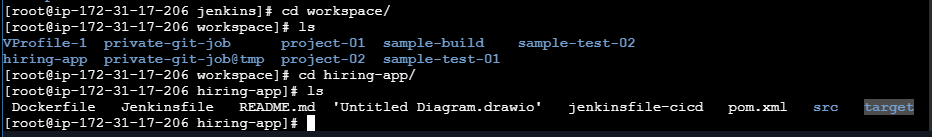 [root@ip-172-31-17-206 jenkins]# cd workspace/
[root@ip-172-31-17-206 workspace]# ls
VProfile-1  private-git-job      project-01  sample-build    sample-test-02
hiring-app  private-git-job@tmp  project-02  sample-test-01
[root@ip-172-31-17-206 workspace]# cd hiring-app/
[root@ip-172-31-17-206 hiring-app]# ls
Dockerfile  Jenkinsfile  README.md  'Untitled Diagram.drawio'  jenkinsfile-cicd  pom.xml  src  target
[root@ip-172-31-17-206 hiring-app]#